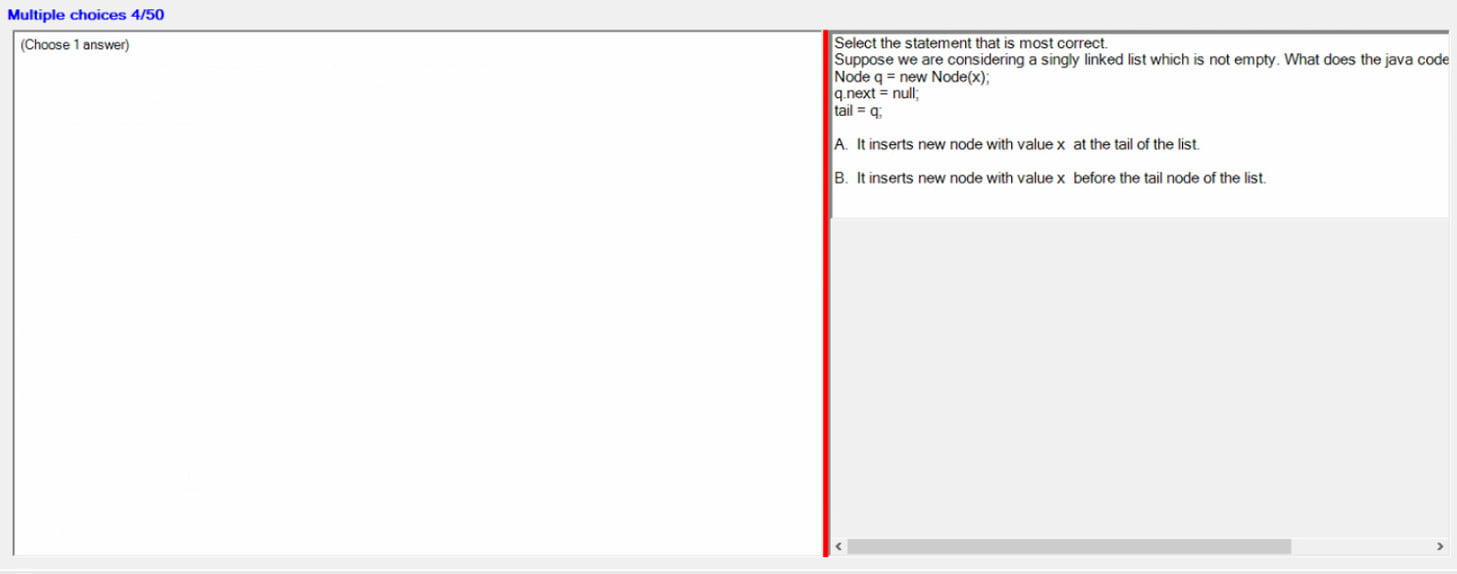 Multiple choices 4/50
(Choose 1 answer)
Select the statement that is most correct.
Suppose we are considering a singly linked list which is not empty. What does the java code
Node q = new Node(x);
q.next = null;
tail = q;
A. It inserts new node with value x at the tail of the list.
B. It inserts new node with value x before the tail node of the list.